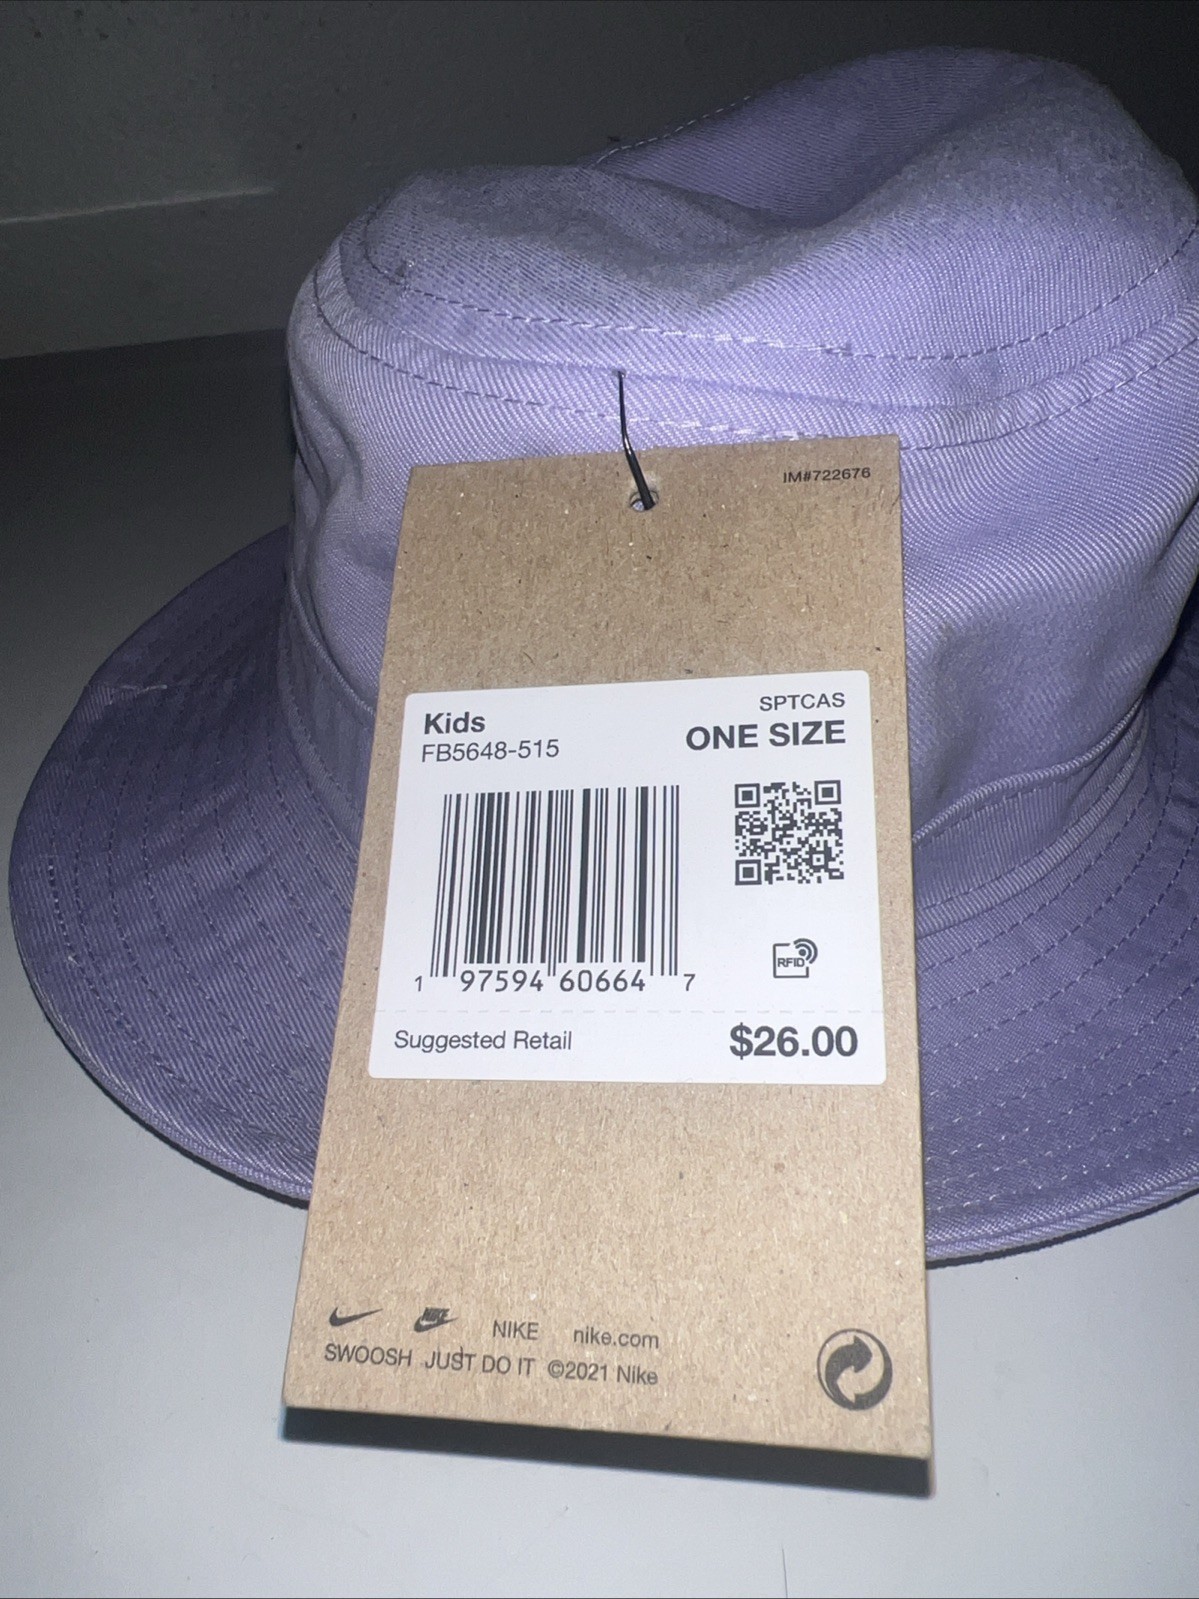 IM#722676
SPTCAS
Kids
ONE SIZE
FB5648-515
RFID
1 97594 60664 7
Suggested Retail $26.00
NIKE NIKE nike.com
SWOOSH JUST DO IT ©2021 Nike